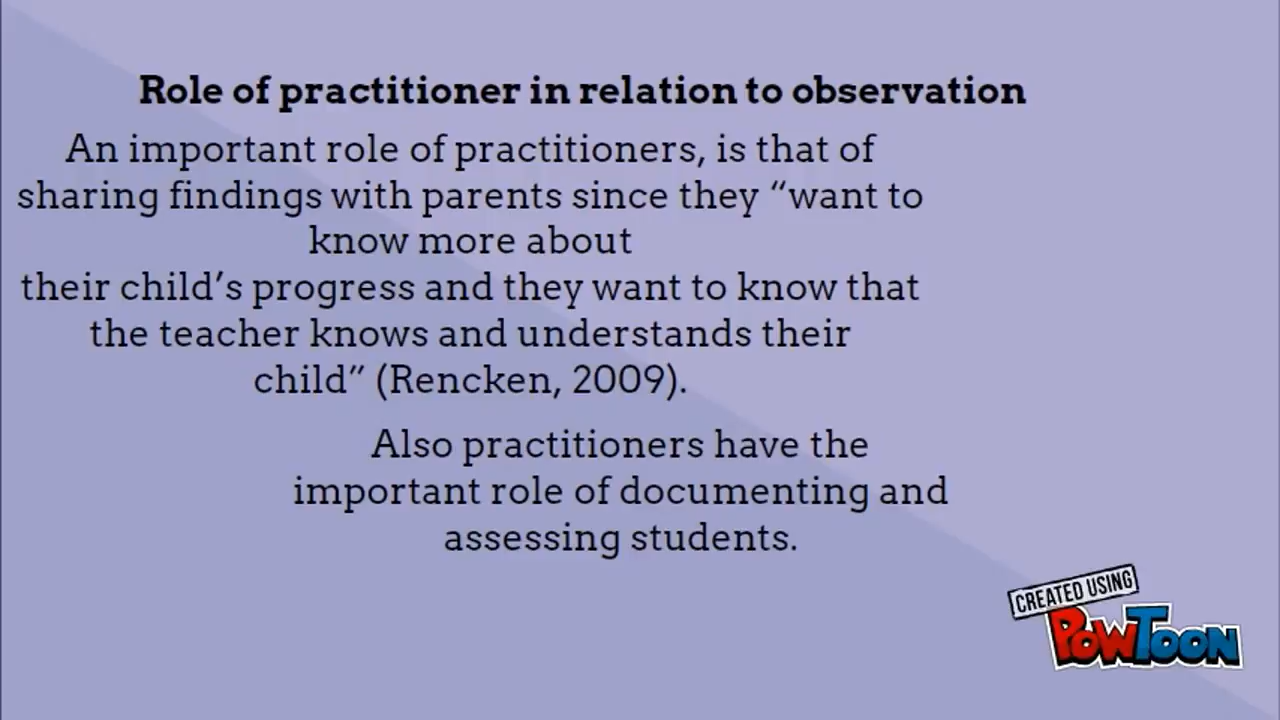 Role of practitioner in relation to observation
An important role of practitioners, is that of
sharing findings with parents since they “want to
know more about
their child’s progress and they want to know that
the teacher knows and understands their
child” (Rencken, 2009).
Also practitioners have the
important role of documenting and
assessing students.
CREATED USING
POWTOON